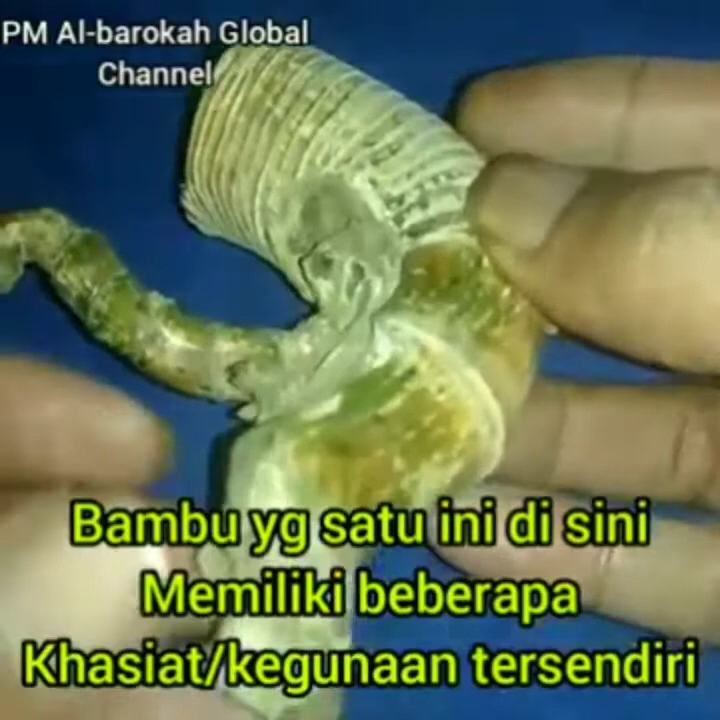 PM Al-barokah Global
Channel
Bambu yg satu ini di sini
Memiliki beberapa
Khasiat/kegunaan tersendiri